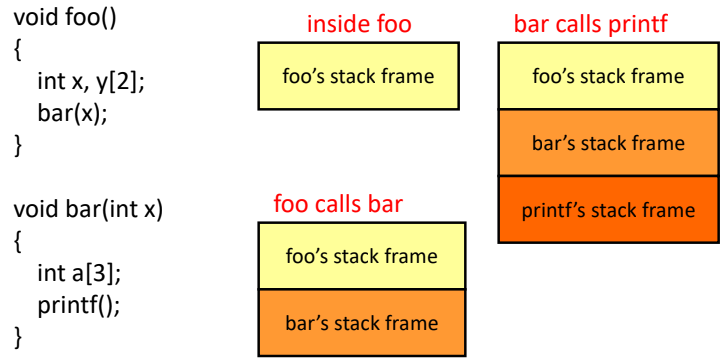 void foo()
{
int x, y[2];
bar(x);
}
void bar(int x)
{
int a[3];
printf();
}
inside foo
foo's stack frame
foo calls bar
foo's stack frame
bar's stack frame
bar calls printf
foo's stack frame
bar's stack frame
printf's stack frame